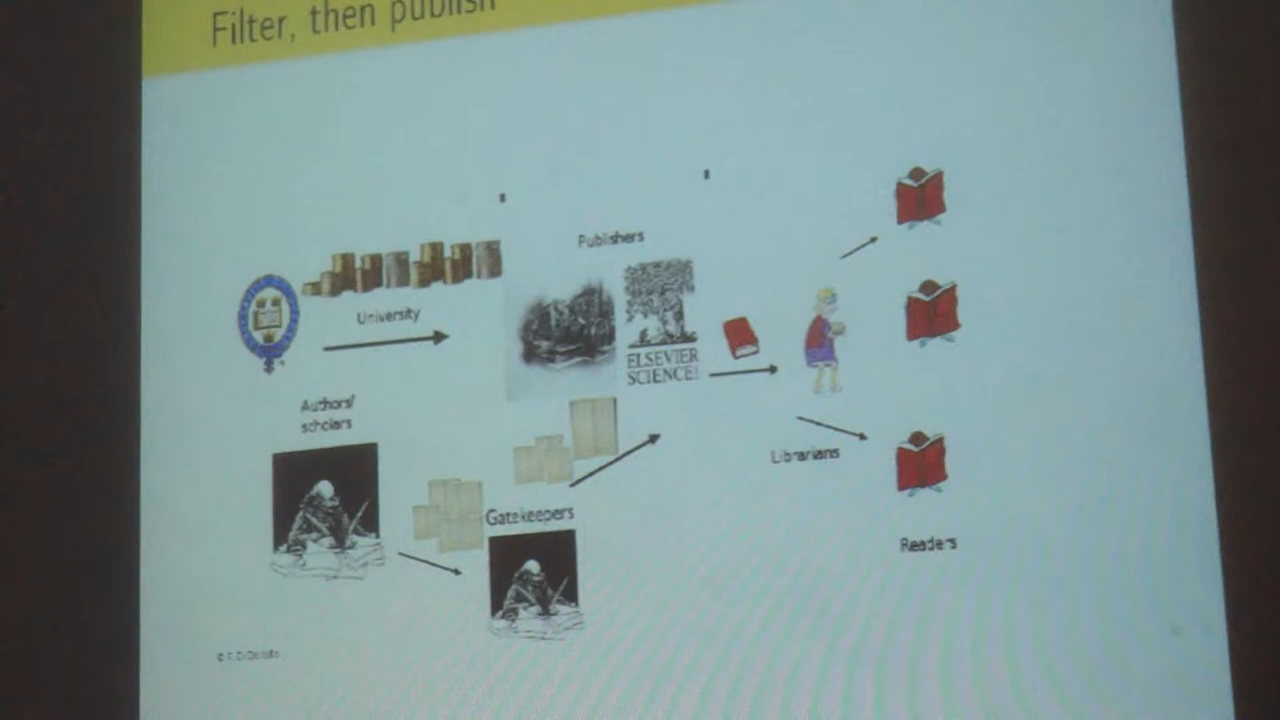 Filter, then publish
Publishers
University
ELSEVIER
SCIENCE!
Authors/
scholars
Librarians
Gatekeepers
Readers